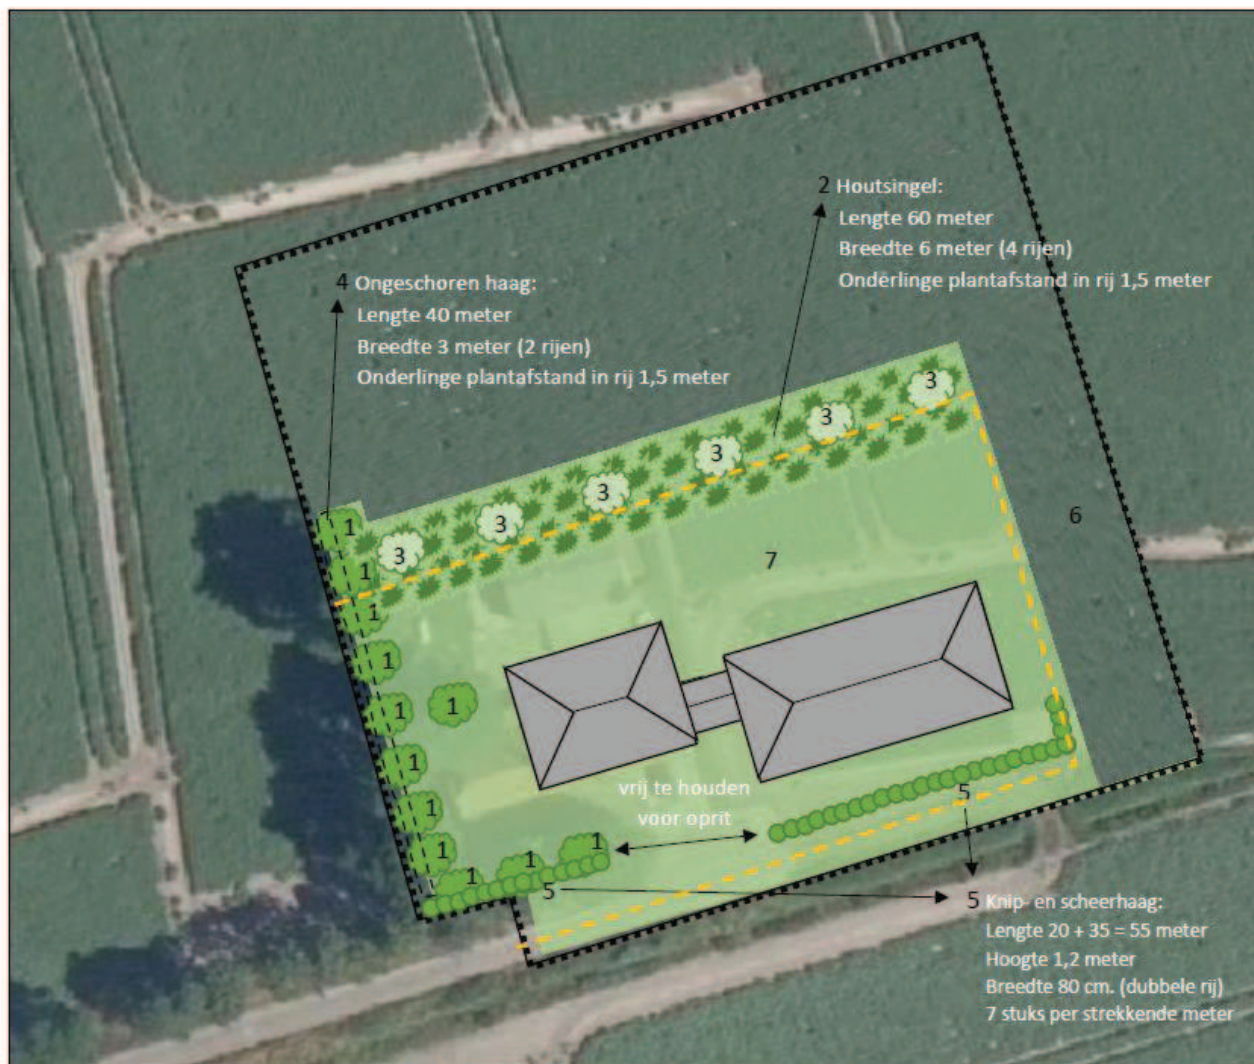 2 Houtsingel:
Lengte 60 meter
Breedte 6 meter (4 rijen)
Onderlinge plantafstand in rij 1,5 meter
4 Ongeschoren haag:
Lengte 40 meter
Breedte 3 meter (2 rijen)
Onderlinge plantafstand in rij 1,5 meter
3
3
3
3
3
3
1
1
1
1
1
1
1
1
1
1
1
1
6
7
vrij te houden
voor oprit
5
5
5 Knip- en scheerhaag:
Lengte 20 + 35 = 55 meter
Hoogte 1,2 meter
Breedte 80 cm. (dubbele rij)
7 stuks per strekkende meter